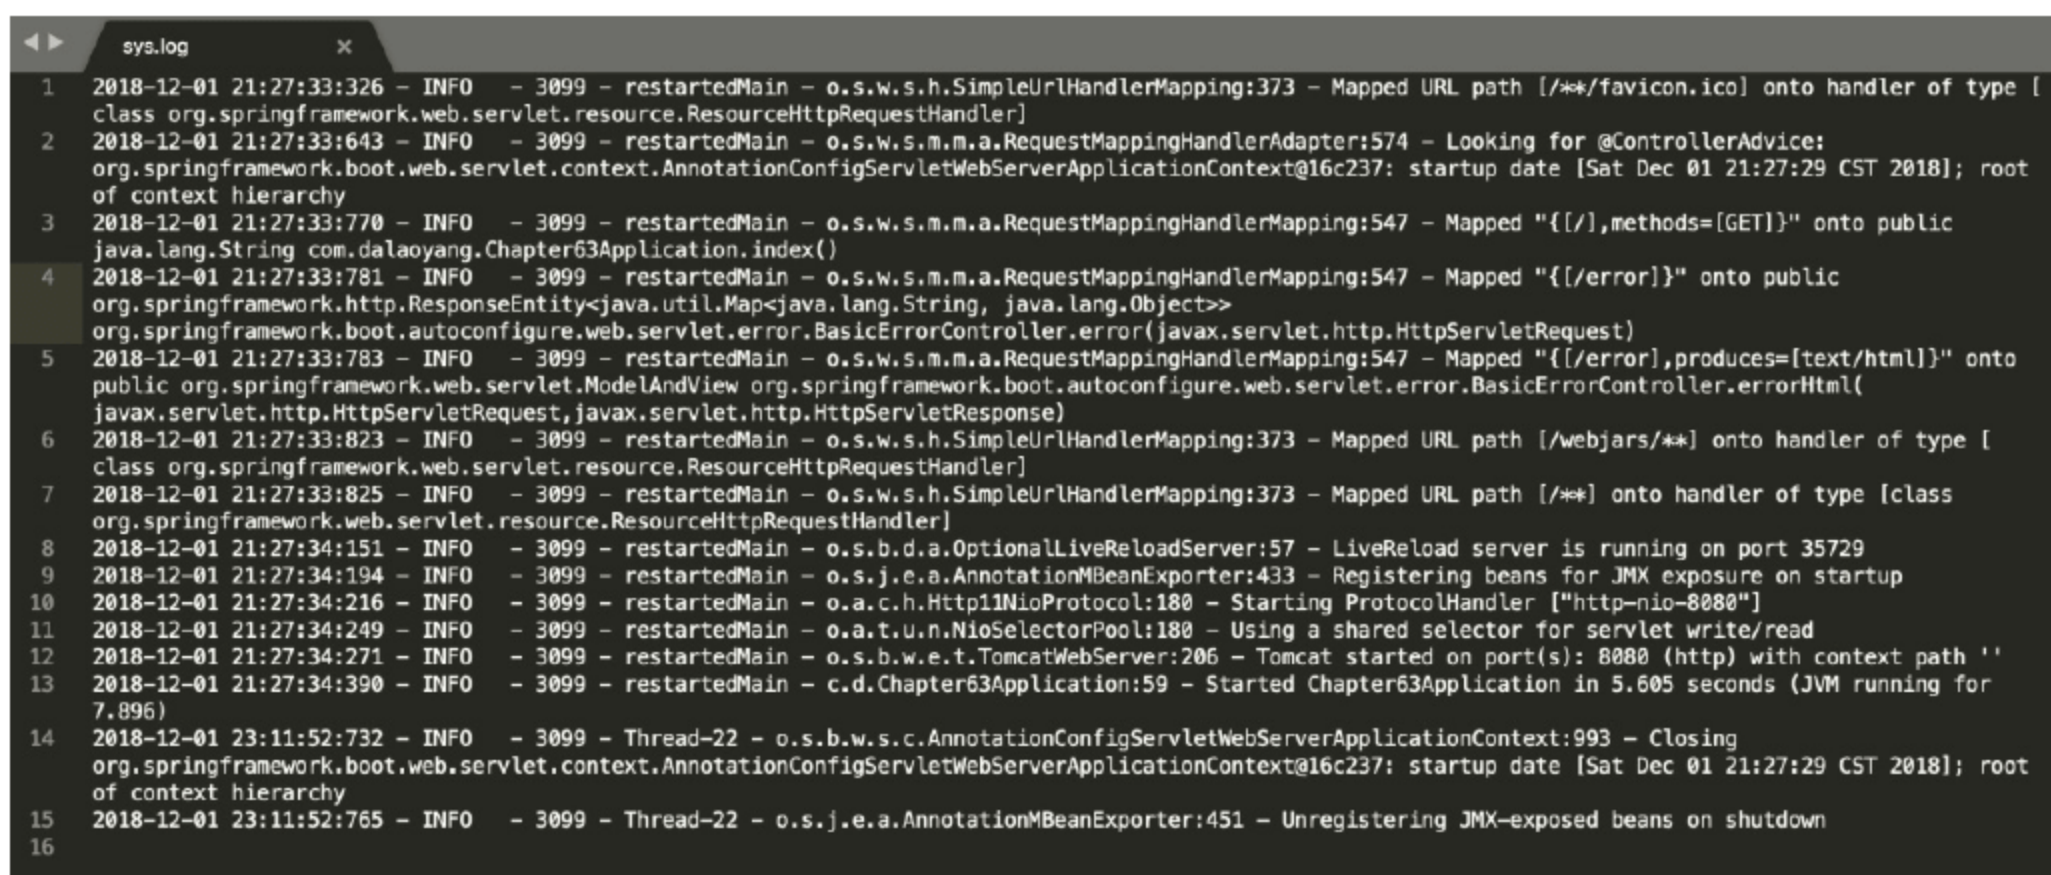 sys.log ×
1 2018-12-01 21:27:33:326 - INFO   - 3099 - restartedMain - o.s.w.s.h.SimpleUrlHandlerMapping:373 - Mapped URL path [/**/favicon.ico] onto handler of type [
class org.springframework.web.servlet.resource.ResourceHttpRequestHandler]
2 2018-12-01 21:27:33:643 - INFO   - 3099 - restartedMain - o.s.w.s.m.m.a.RequestMappingHandlerAdapter:574 - Looking for @ControllerAdvice:
org.springframework.boot.web.servlet.context.AnnotationConfigServletWebServerApplicationContext@16c237: startup date [Sat Dec 01 21:27:29 CST 2018]; root
of context hierarchy
3 2018-12-01 21:27:33:770 - INFO   - 3099 - restartedMain - o.s.w.s.m.m.a.RequestMappingHandlerMapping:547 - Mapped "{[/],methods=[GET]}" onto public
java.lang.String com.dalaoyang.Chapter63Application.index()
4 2018-12-01 21:27:33:781 - INFO   - 3099 - restartedMain - o.s.w.s.m.m.a.RequestMappingHandlerMapping:547 - Mapped "{[/error]}" onto public
org.springframework.http.ResponseEntity<java.util.Map<java.lang.String, java.lang.Object>>
org.springframework.boot.autoconfigure.web.servlet.error.BasicErrorController.error(javax.servlet.http.HttpServletRequest)
5 2018-12-01 21:27:33:783 - INFO   - 3099 - restartedMain - o.s.w.s.m.m.a.RequestMappingHandlerMapping:547 - Mapped "{[/error],produces=[text/html]}" onto
public org.springframework.web.servlet.ModelAndView org.springframework.boot.autoconfigure.web.servlet.error.BasicErrorController.errorHtml(
javax.servlet.http.HttpServletRequest,javax.servlet.http.HttpServletResponse)
6 2018-12-01 21:27:33:823 - INFO   - 3099 - restartedMain - o.s.w.s.h.SimpleUrlHandlerMapping:373 - Mapped URL path [/webjars/**] onto handler of type [
class org.springframework.web.servlet.resource.ResourceHttpRequestHandler]
7 2018-12-01 21:27:33:825 - INFO   - 3099 - restartedMain - o.s.w.s.h.SimpleUrlHandlerMapping:373 - Mapped URL path [/**] onto handler of type [class
org.springframework.web.servlet.resource.ResourceHttpRequestHandler]
8 2018-12-01 21:27:34:151 - INFO   - 3099 - restartedMain - o.s.b.d.a.OptionalLiveReloadServer:57 - LiveReload server is running on port 35729
9 2018-12-01 21:27:34:194 - INFO   - 3099 - restartedMain - o.s.j.e.a.AnnotationMBeanExporter:433 - Registering beans for JMX exposure on startup
10 2018-12-01 21:27:34:216 - INFO   - 3099 - restartedMain - o.a.c.h.Http11NioProtocol:180 - Starting ProtocolHandler ["http-nio-8080"]
11 2018-12-01 21:27:34:249 - INFO   - 3099 - restartedMain - o.a.t.u.n.NioSelectorPool:180 - Using a shared selector for servlet write/read
12 2018-12-01 21:27:34:271 - INFO   - 3099 - restartedMain - o.s.b.w.e.t.TomcatWebServer:206 - Tomcat started on port(s): 8080 (http) with context path ''
13 2018-12-01 21:27:34:390 - INFO   - 3099 - restartedMain - c.d.Chapter63Application:59 - Started Chapter63Application in 5.605 seconds (JVM running for
7.896)
14 2018-12-01 23:11:52:732 - INFO   - 3099 - Thread-22 - o.s.b.w.s.c.AnnotationConfigServletWebServerApplicationContext:993 - Closing
org.springframework.boot.web.servlet.context.AnnotationConfigServletWebServerApplicationContext@16c237: startup date [Sat Dec 01 21:27:29 CST 2018]; root
of context hierarchy
15 2018-12-01 23:11:52:765 - INFO   - 3099 - Thread-22 - o.s.j.e.a.AnnotationMBeanExporter:451 - Unregistering JMX-exposed beans on shutdown
16